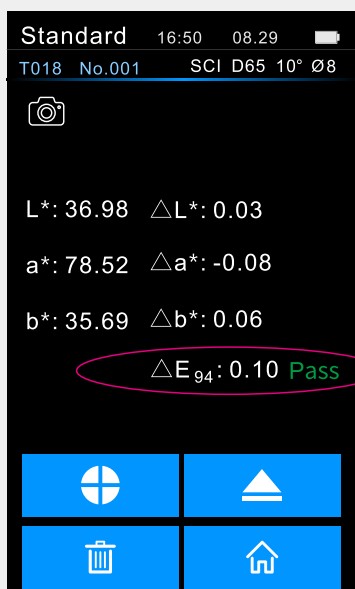 Standard 16:50 08.29
T018 No.001 SCI D65 10° Ø8
L*: 36.98 △L*: 0.03
a*: 78.52 △a*: -0.08
b*: 35.69 △b*: 0.06
△E94: 0.10 Pass